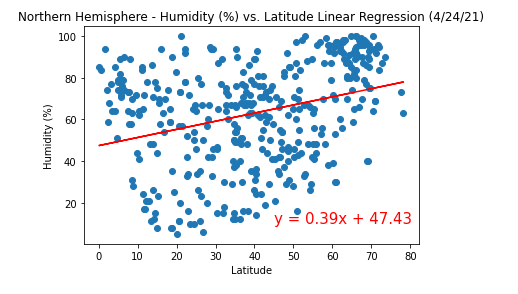 Northern Hemisphere - Humidity (%) vs. Latitude Linear Regression (4/24/21)
100
80
60
40
20
Humidity (%)
y = 0.39x + 47.43
0 10 20 30 40 50 60 70 80
Latitude